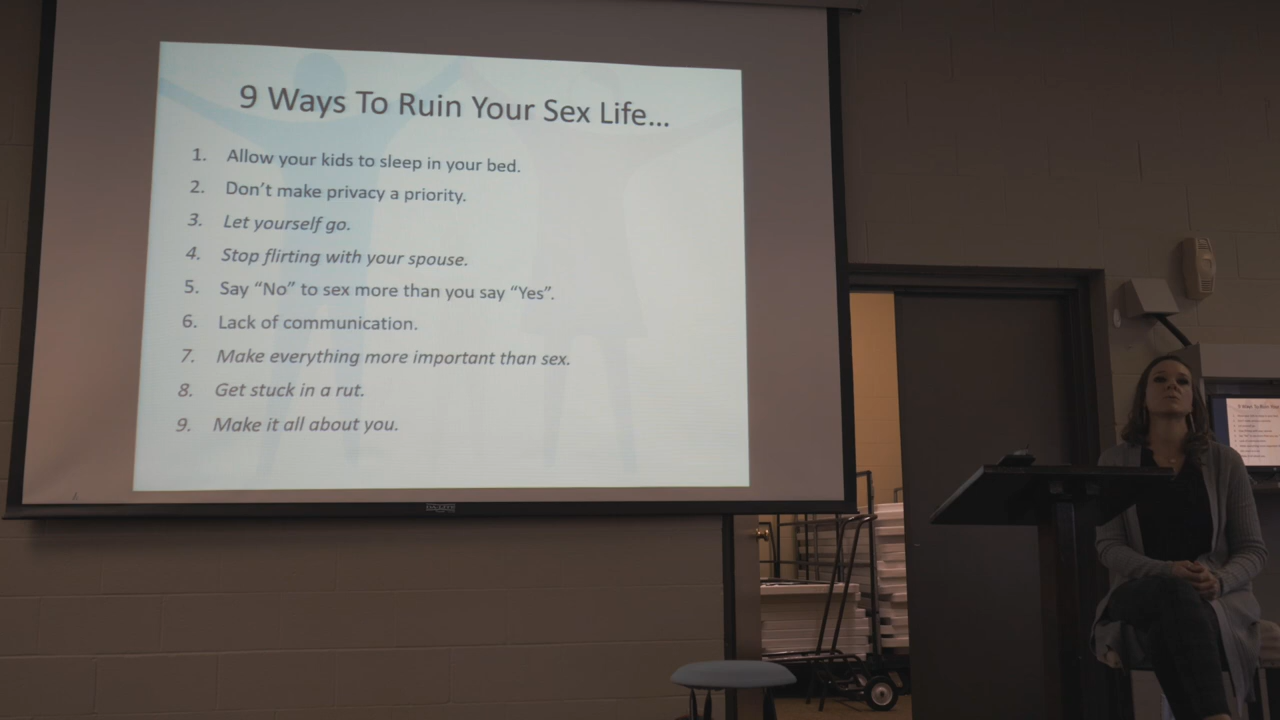 9 Ways To Ruin Your Sex Life...
1. Allow your kids to sleep in your bed.
2. Don't make privacy a priority.
3. Let yourself go.
4. Stop flirting with your spouse.
5. Say “No” to sex more than you say “Yes”.
6. Lack of communication.
7. Make everything more important than sex.
8. Get stuck in a rut.
9. Make it all about you.